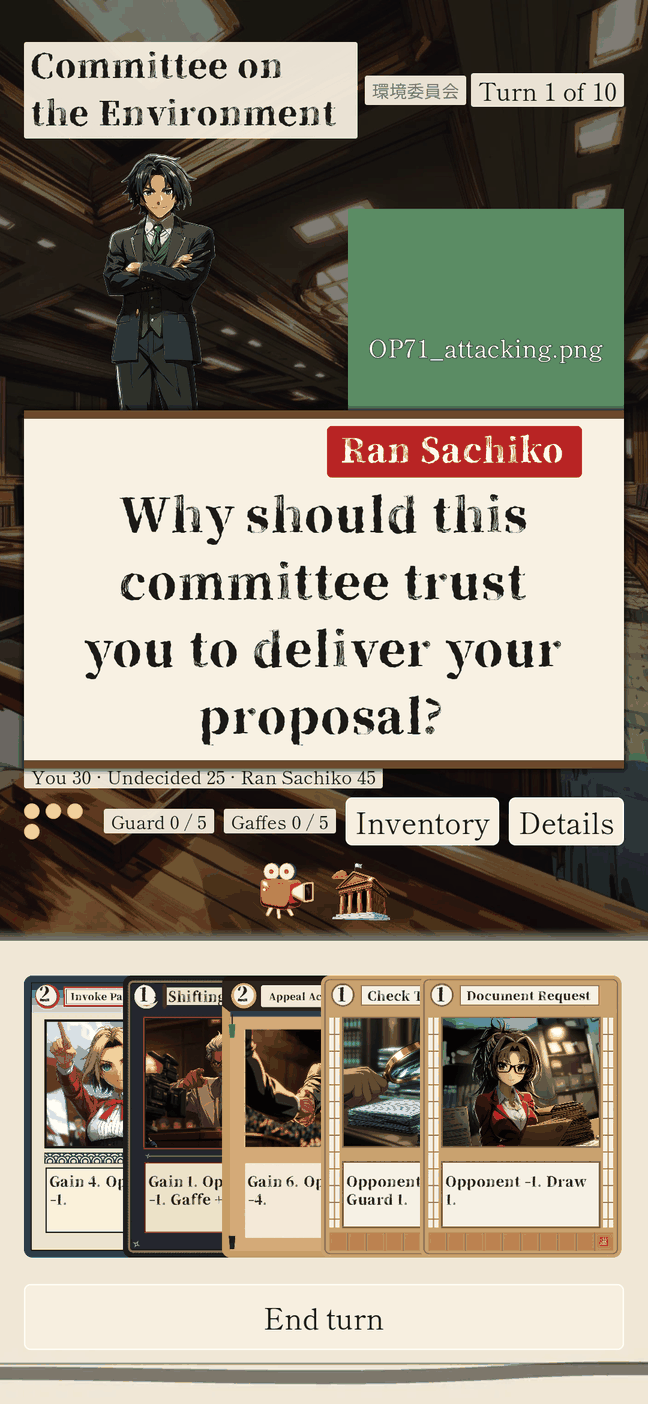 Committee on
the Environment
環境委員会
Turn 1 of 10
OP71_attacking.png
Ran Sachiko
Why should this
committee trust
you to deliver your
proposal?
You 30 · Undecided 25 · Ran Sachiko 45
Guard 0 / 5
Gaffes 0 / 5
Inventory
Details
2
Invoke Pa
Gain 4. Op
-1.
1
Shifting
Gain 1. Op
-1. Gaffe +
2
Appeal Ac
Gain 6. Op
-4.
1
Check T
Opponent
Guard 1.
1
Document Request
Opponent -1. Draw
1.
End turn